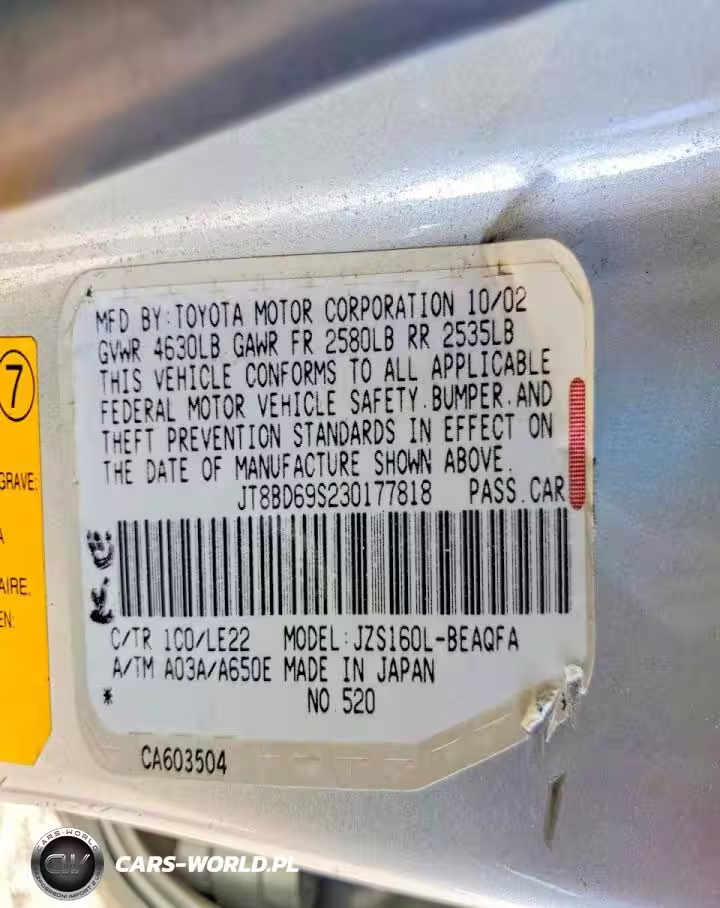 MFD BY:TOYOTA MOTOR CORPORATION 10/02
GVWR 4630LB GAWR FR 2580LB RR 2535LB
THIS VEHICLE CONFORMS TO ALL APPLICABLE
FEDERAL MOTOR VEHICLE SAFETY.BUMPER.AND
THEFT PREVENTION STANDARDS IN EFFECT ON
THE DATE OF MANUFACTURE SHOWN ABOVE.
JT8BD69S230177818 PASS.CAR
C/TR 1C0/LE22 MODEL:JZS160L-BEAQFA
A/TM A03A/A650E MADE IN JAPAN
* NO 520
CA603504
7
GRAVE:
A
AIRE.
EN:
CARS-WORLD
CW
CARS-WORLD.PL